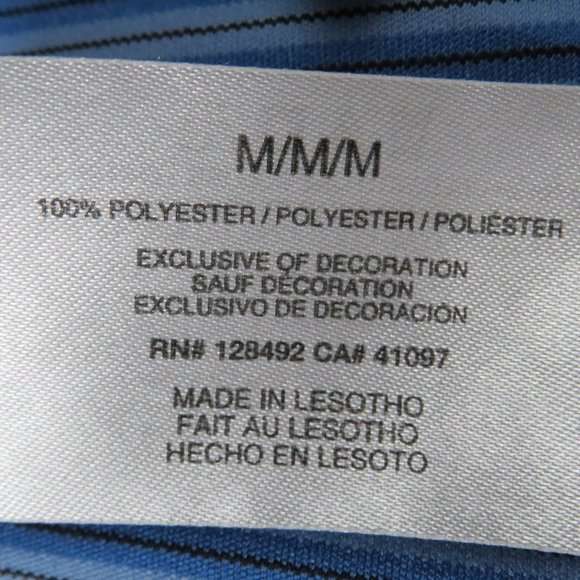 M/M/M
100% POLYESTER / POLYESTER / POLIÉSTER
EXCLUSIVE OF DECORATION
SAUF DÉCORATION
EXCLUSIVO DE DECORACIÓN
RN# 128492 CA# 41097
MADE IN LESOTHO
FAIT AU LESOTHO
HECHO EN LESOTO